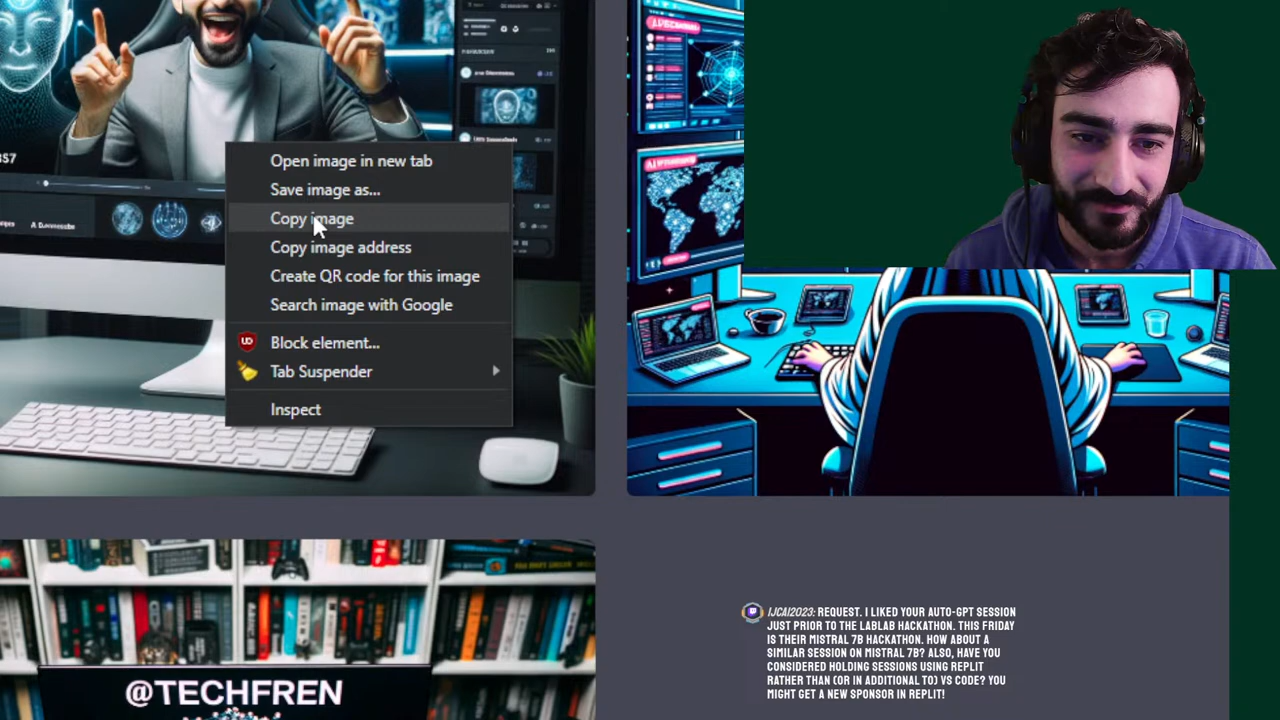 Open image in new tab
Save image as...
Copy image
Copy image address
Create QR code for this image
Search image with Google
Block element...
Tab Suspender
Inspect
IJCAI2023: REQUEST. I LIKED YOUR AUTO-GPT SESSION
JUST PRIOR TO THE LABLAB HACKATHON. THIS FRIDAY
IS THEIR MISTRAL 7B HACKATHON. HOW ABOUT A
SIMILAR SESSION ON MISTRAL 7B? ALSO, HAVE YOU
CONSIDERED HOLDING SESSIONS USING REPLIT
RATHER THAN (OR IN ADDITIONAL TO) VS CODE? YOU
MIGHT GET A NEW SPONSOR IN REPLIT!
@TECHFREN